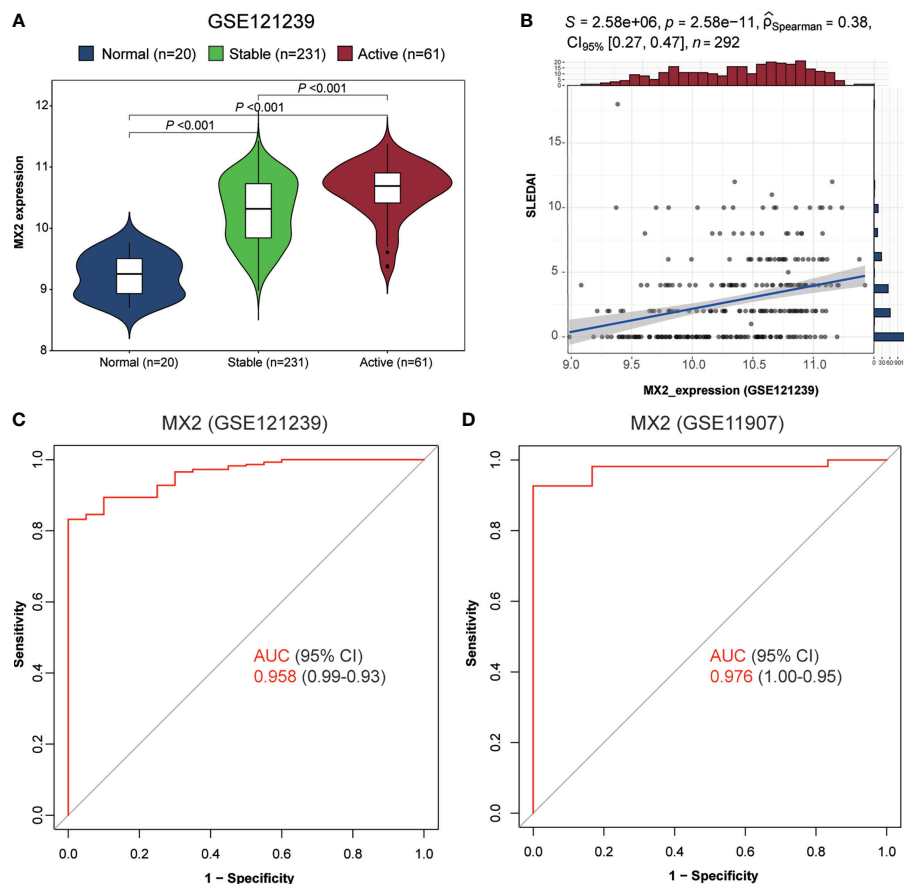 A
GSE121239
Normal (n=20) Stable (n=231) Active (n=61)
P <0.001
P <0.001
P <0.001
MX2 expression
12
11
10
9
8
Normal (n=20) Stable (n=231) Active (n=61)
B
S = 2.58e+06, p = 2.58e−11, ρ̂Spearman = 0.38,
CI95% [0.27, 0.47], n = 292
20
15
10
5
0
SLEDAI
15
10
5
0
9.0 9.5 10.0 10.5 11.0
MX2_expression (GSE121239)
C
MX2 (GSE121239)
Sensitivity
1.0
0.8
0.6
0.4
0.2
0.0
AUC (95% CI)
0.958 (0.99-0.93)
0.0 0.2 0.4 0.6 0.8 1.0
1 − Specificity
D
MX2 (GSE11907)
Sensitivity
1.0
0.8
0.6
0.4
0.2
0.0
AUC (95% CI)
0.976 (1.00-0.95)
0.0 0.2 0.4 0.6 0.8 1.0
1 − Specificity